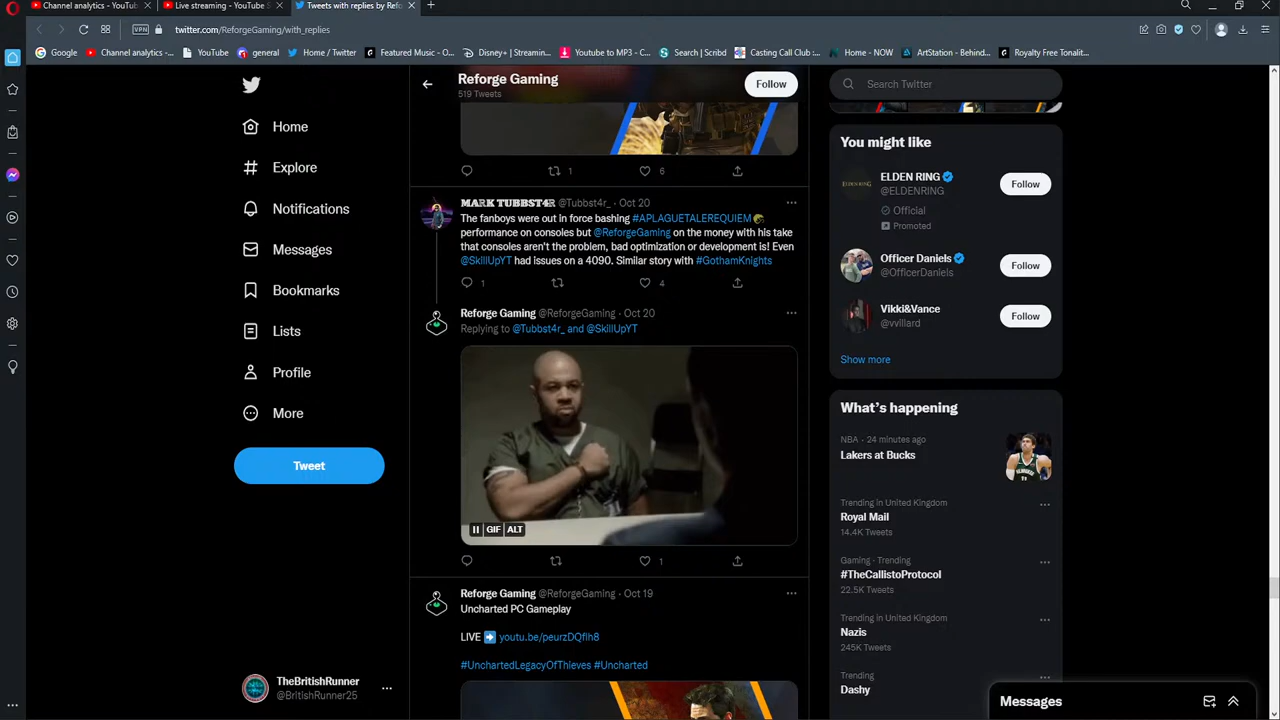 Channel analytics - YouTub
Live streaming - YouTube S
Tweets with replies by Refo
VPN
twitter.com/ReforgeGaming/with_replies
Google
Channel analytics -...
YouTube
general
Home / Twitter
Featured Music - O...
Disney+ | Streamin...
Youtube to MP3 - C...
Search | Scribd
Casting Call Club :...
Home - NOW
ArtStation - Behind...
Royalty Free Tonalit...
Home
Explore
Notifications
Messages
Bookmarks
Lists
Profile
More
Tweet
TheBritishRunner
@BritishRunner25
Reforge Gaming
519 Tweets
Follow
1
6
MARK TUBBST4R @Tubbst4r_ · Oct 20
The fanboys were out in force bashing #APLAGUETALEREQUIEM
performance on consoles but @ReforgeGaming on the money with his take
that consoles aren't the problem, bad optimization or development is! Even
@SkillUpYT had issues on a 4090. Similar story with #GothamKnights
1
4
Reforge Gaming @ReforgeGaming · Oct 20
Replying to @Tubbst4r_ and @SkillUpYT
GIF
ALT
1
Reforge Gaming @ReforgeGaming · Oct 19
Uncharted PC Gameplay
LIVE ➡ youtu.be/peurzDQfIh8
#UnchartedLegacyOfThieves #Uncharted
Search Twitter
You might like
ELDEN RING
@ELDENRING
Official
Promoted
Follow
Officer Daniels
@OfficerDaniels
Follow
Vikki&Vance
@vvillard
Follow
Show more
What's happening
NBA · 24 minutes ago
Lakers at Bucks
Trending in United Kingdom
Royal Mail
14.4K Tweets
Gaming · Trending
#TheCallistoProtocol
22.5K Tweets
Trending in United Kingdom
Nazis
245K Tweets
Trending
Dashy
Messages